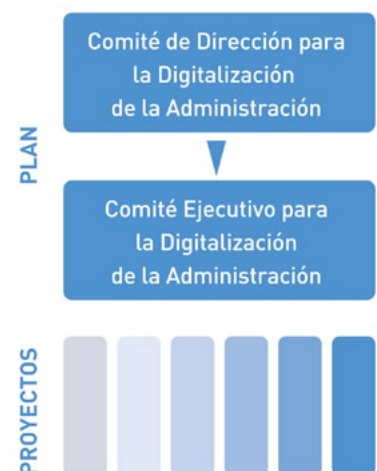 PLAN
Comité de Dirección para
la Digitalización
de la Administración
Comité Ejecutivo para
la Digitalización
de la Administración
PROYECTOS